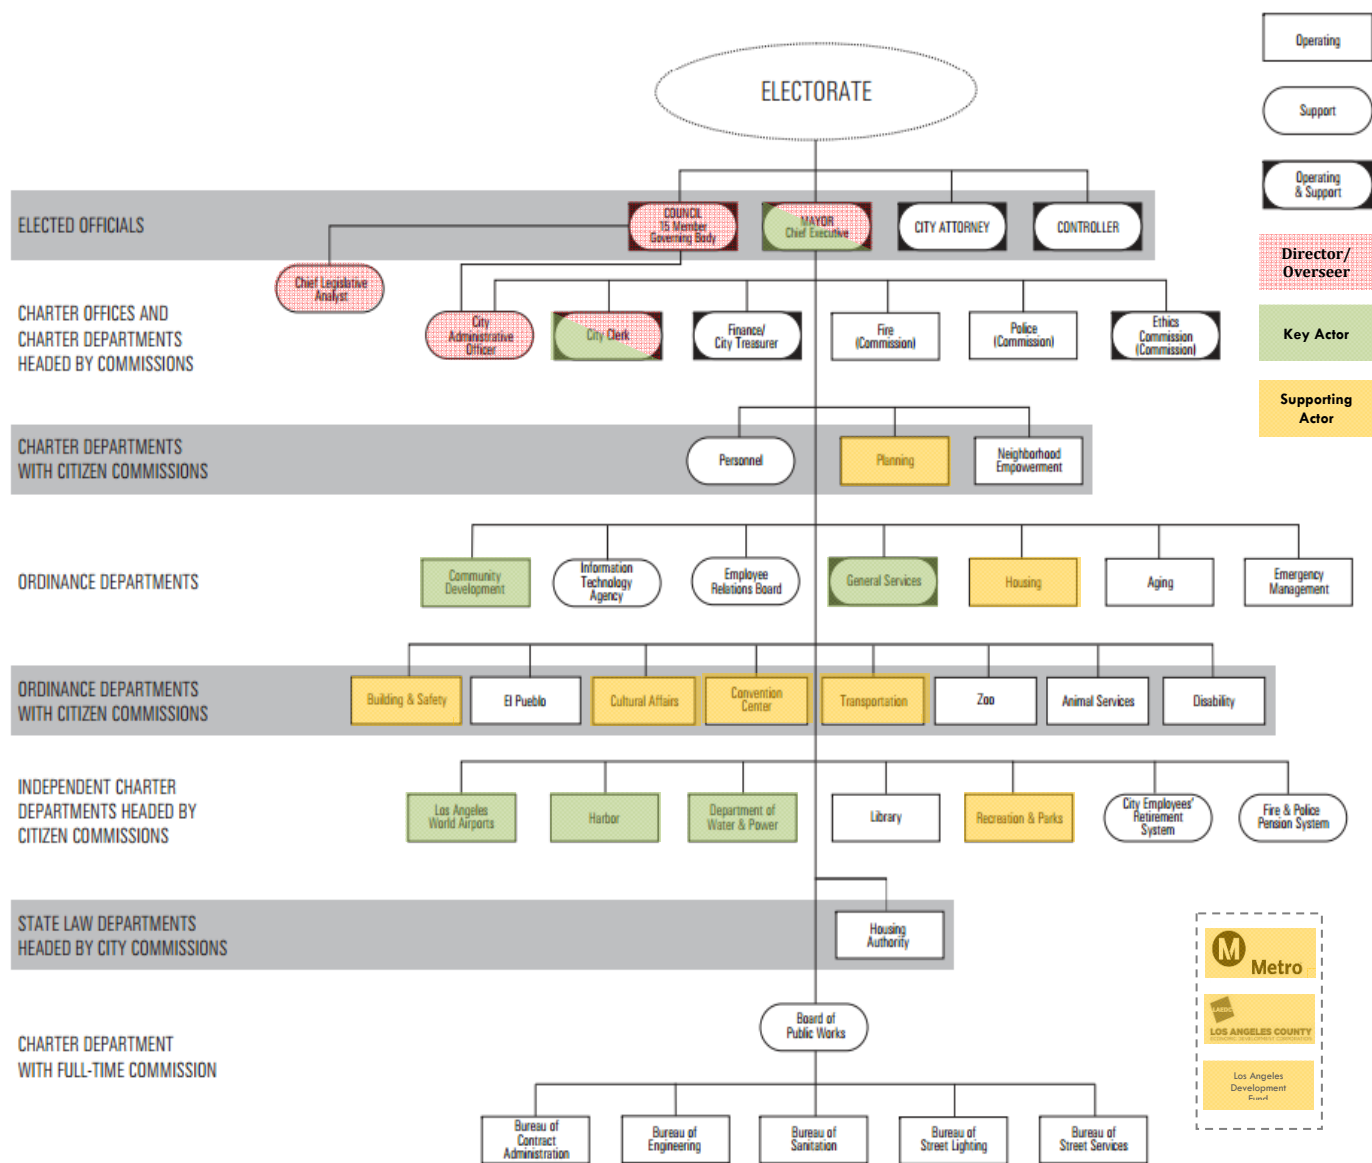 Operating
ELECTORATE
Support
Operating
& Support
ELECTED OFFICIALS
COUNCIL
15 Member
Governing Body
MAYOR
Chief Executive
CITY ATTORNEY
CONTROLLER
Director/
Overseer
Chief Legislative
Analyst
CHARTER OFFICES AND
CHARTER DEPARTMENTS
HEADED BY COMMISSIONS
City
Administrative
Officer
City Clerk
Finance/
City Treasurer
Fire
(Commission)
Police
(Commission)
Ethics
Commission
(Commission)
Key Actor
Supporting
Actor
CHARTER DEPARTMENTS
WITH CITIZEN COMMISSIONS
Personnel
Planning
Neighborhood
Empowerment
ORDINANCE DEPARTMENTS
Community
Development
Information
Technology
Agency
Employee
Relations Board
General Services
Housing
Aging
Emergency
Management
ORDINANCE DEPARTMENTS
WITH CITIZEN COMMISSIONS
Building & Safety
El Pueblo
Cultural Affairs
Convention
Center
Transportation
Zoo
Animal Services
Disability
INDEPENDENT CHARTER
DEPARTMENTS HEADED BY
CITIZEN COMMISSIONS
Los Angeles
World Airports
Harbor
Department of
Water & Power
Library
Recreation & Parks
City Employees'
Retirement
System
Fire & Police
Pension System
STATE LAW DEPARTMENTS
HEADED BY CITY COMMISSIONS
Housing
Authority
M
Metro
LAEDC
LOS ANGELES COUNTY
ECONOMIC DEVELOPMENT CORPORATION
Los Angeles
Development
Fund
CHARTER DEPARTMENT
WITH FULL-TIME COMMISSION
Board of
Public Works
Bureau of
Contract
Administration
Bureau of
Engineering
Bureau of
Sanitation
Bureau of
Street Lighting
Bureau of
Street Services